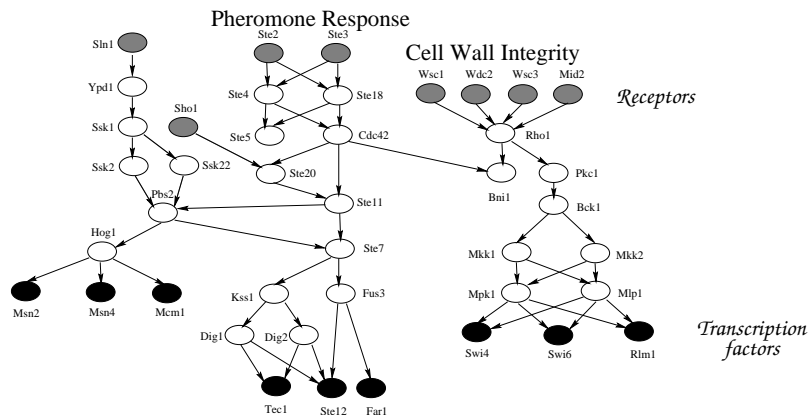 Pheromone Response
Sln1
Ste2
Ste3
Cell Wall Integrity
Wsc1
Wdc2
Wsc3
Mid2
Receptors
Ypd1
Ste4
Ste18
Sho1
Ssk1
Ste5
Cdc42
Rho1
Ssk2
Ssk22
Ste20
Bni1
Pkc1
Pbs2
Ste11
Bck1
Hog1
Ste7
Mkk1
Mkk2
Msn2
Msn4
Mcm1
Kss1
Fus3
Mpk1
Mlp1
Dig1
Dig2
Swi4
Swi6
Rlm1
Transcription
factors
Tec1
Ste12
Far1